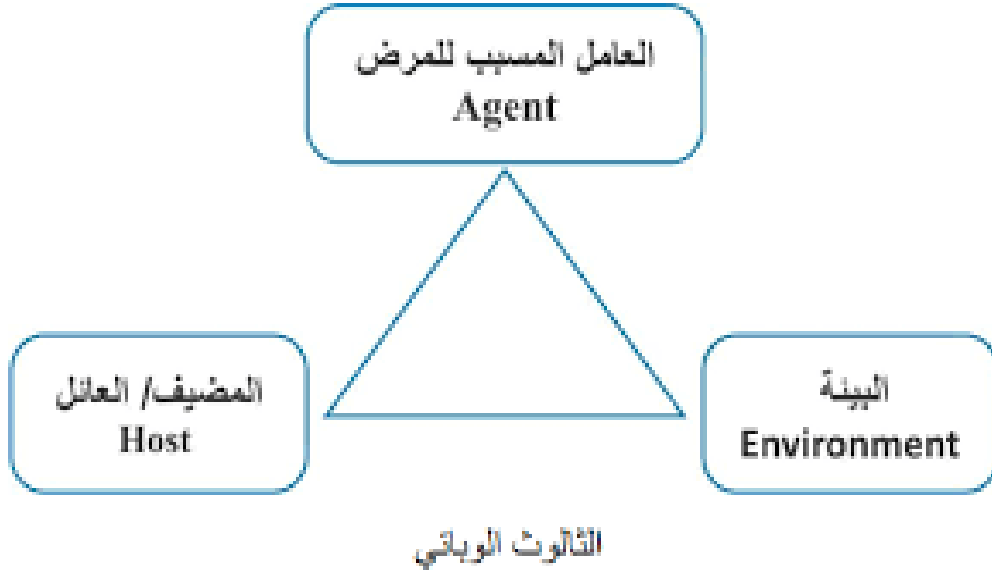 العامل المسبب للمرض
Agent
المضيف/ العائل
Host
البيئة
Environment
الثالوث الوبائي